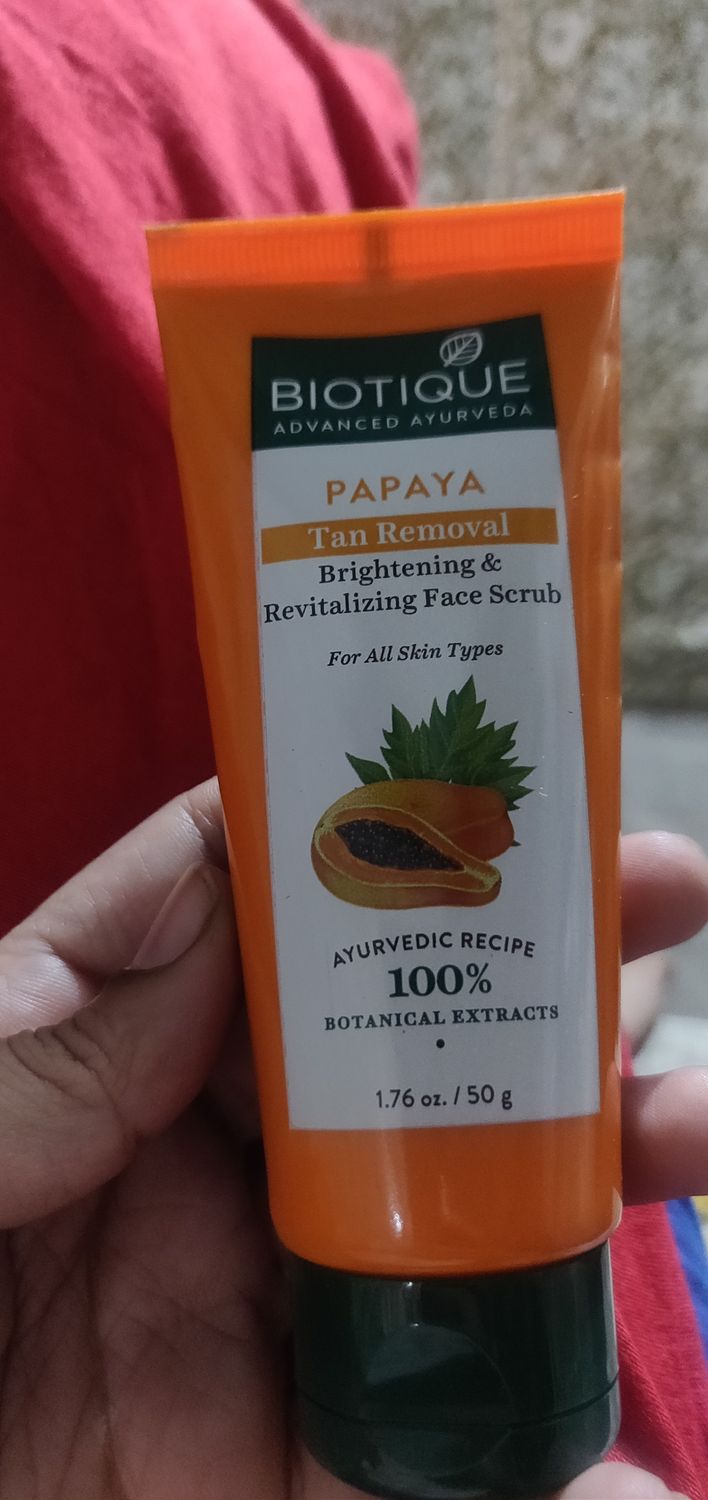 BIOTIQUE
ADVANCED AYURVEDA
PAPAYA
Tan Removal
Brightening &
Revitalizing Face Scrub
For All Skin Types
AYURVEDIC RECIPE
100%
BOTANICAL EXTRACTS
1.76 oz. / 50 g